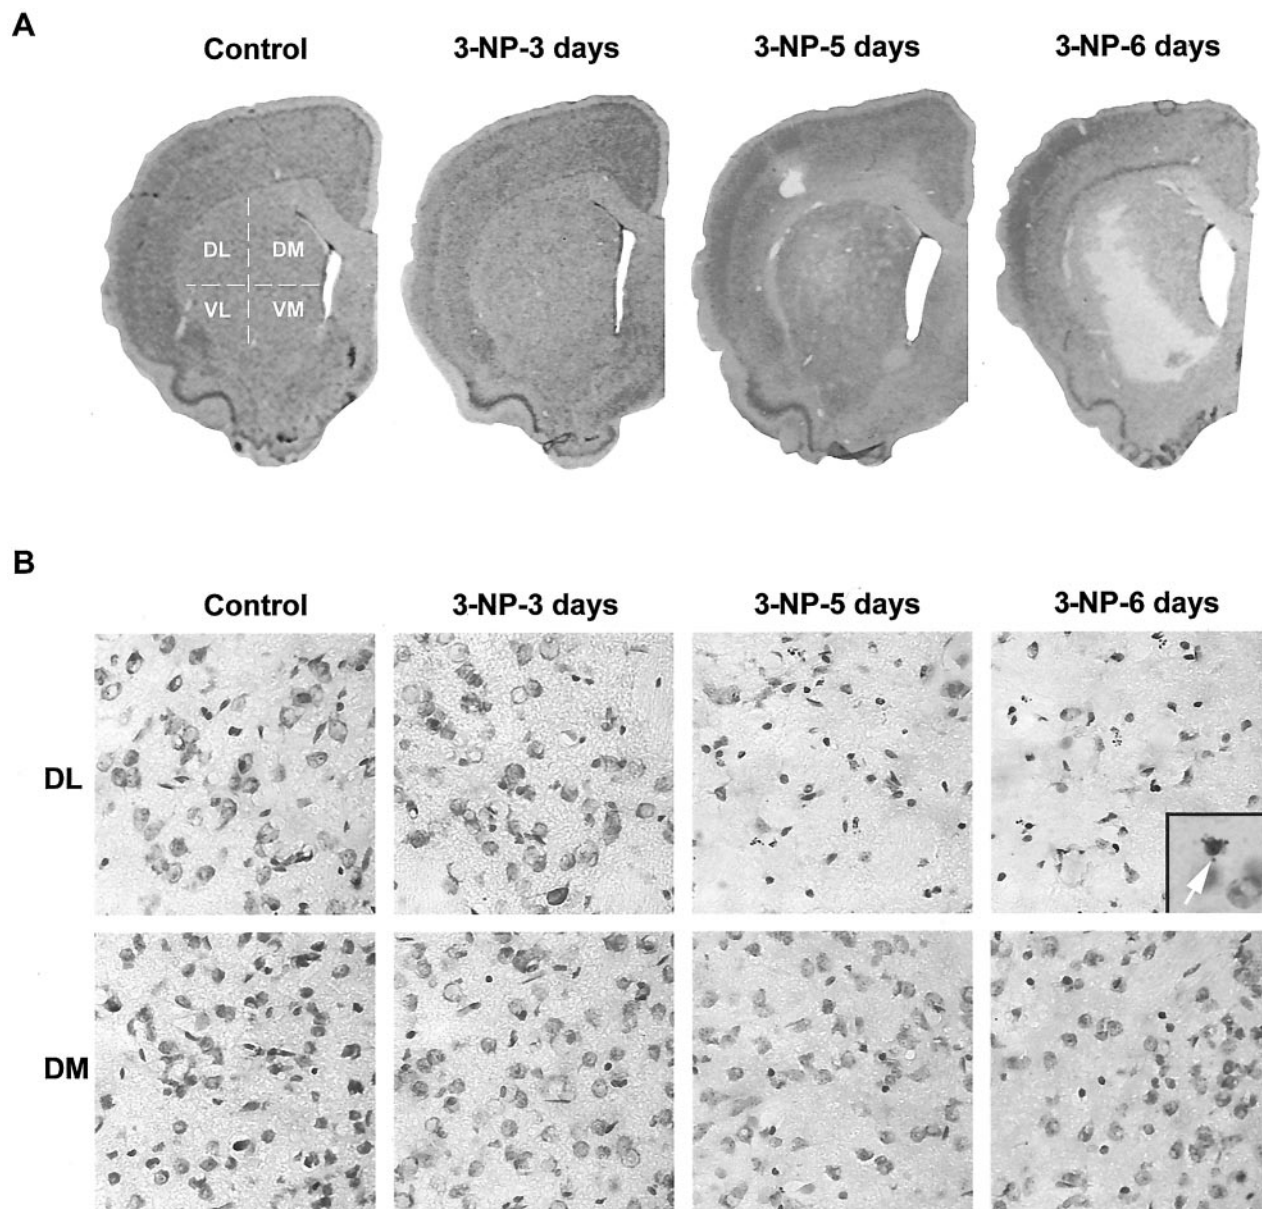 A
Control 3-NP-3 days 3-NP-5 days 3-NP-6 days
DL DM
VL VM
B
Control 3-NP-3 days 3-NP-5 days 3-NP-6 days
DL
DM